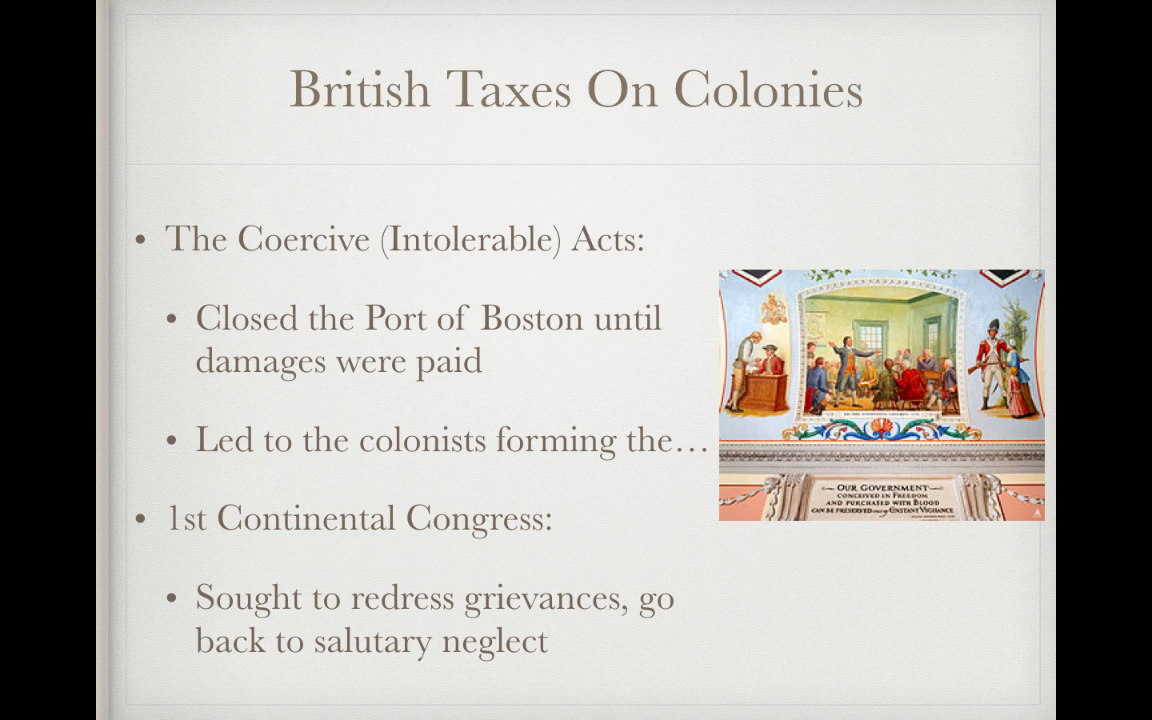 British Taxes On Colonies
• The Coercive (Intolerable) Acts:
• Closed the Port of Boston until
damages were paid
• Led to the colonists forming the…
• 1st Continental Congress:
• Sought to redress grievances, go
back to salutary neglect
OUR GOVERNMENT
CONCEIVED IN FREEDOM
AND PURCHASED WITH BLOOD
CAN BE PRESERVED ONLY BY CONSTANT VIGILANCE